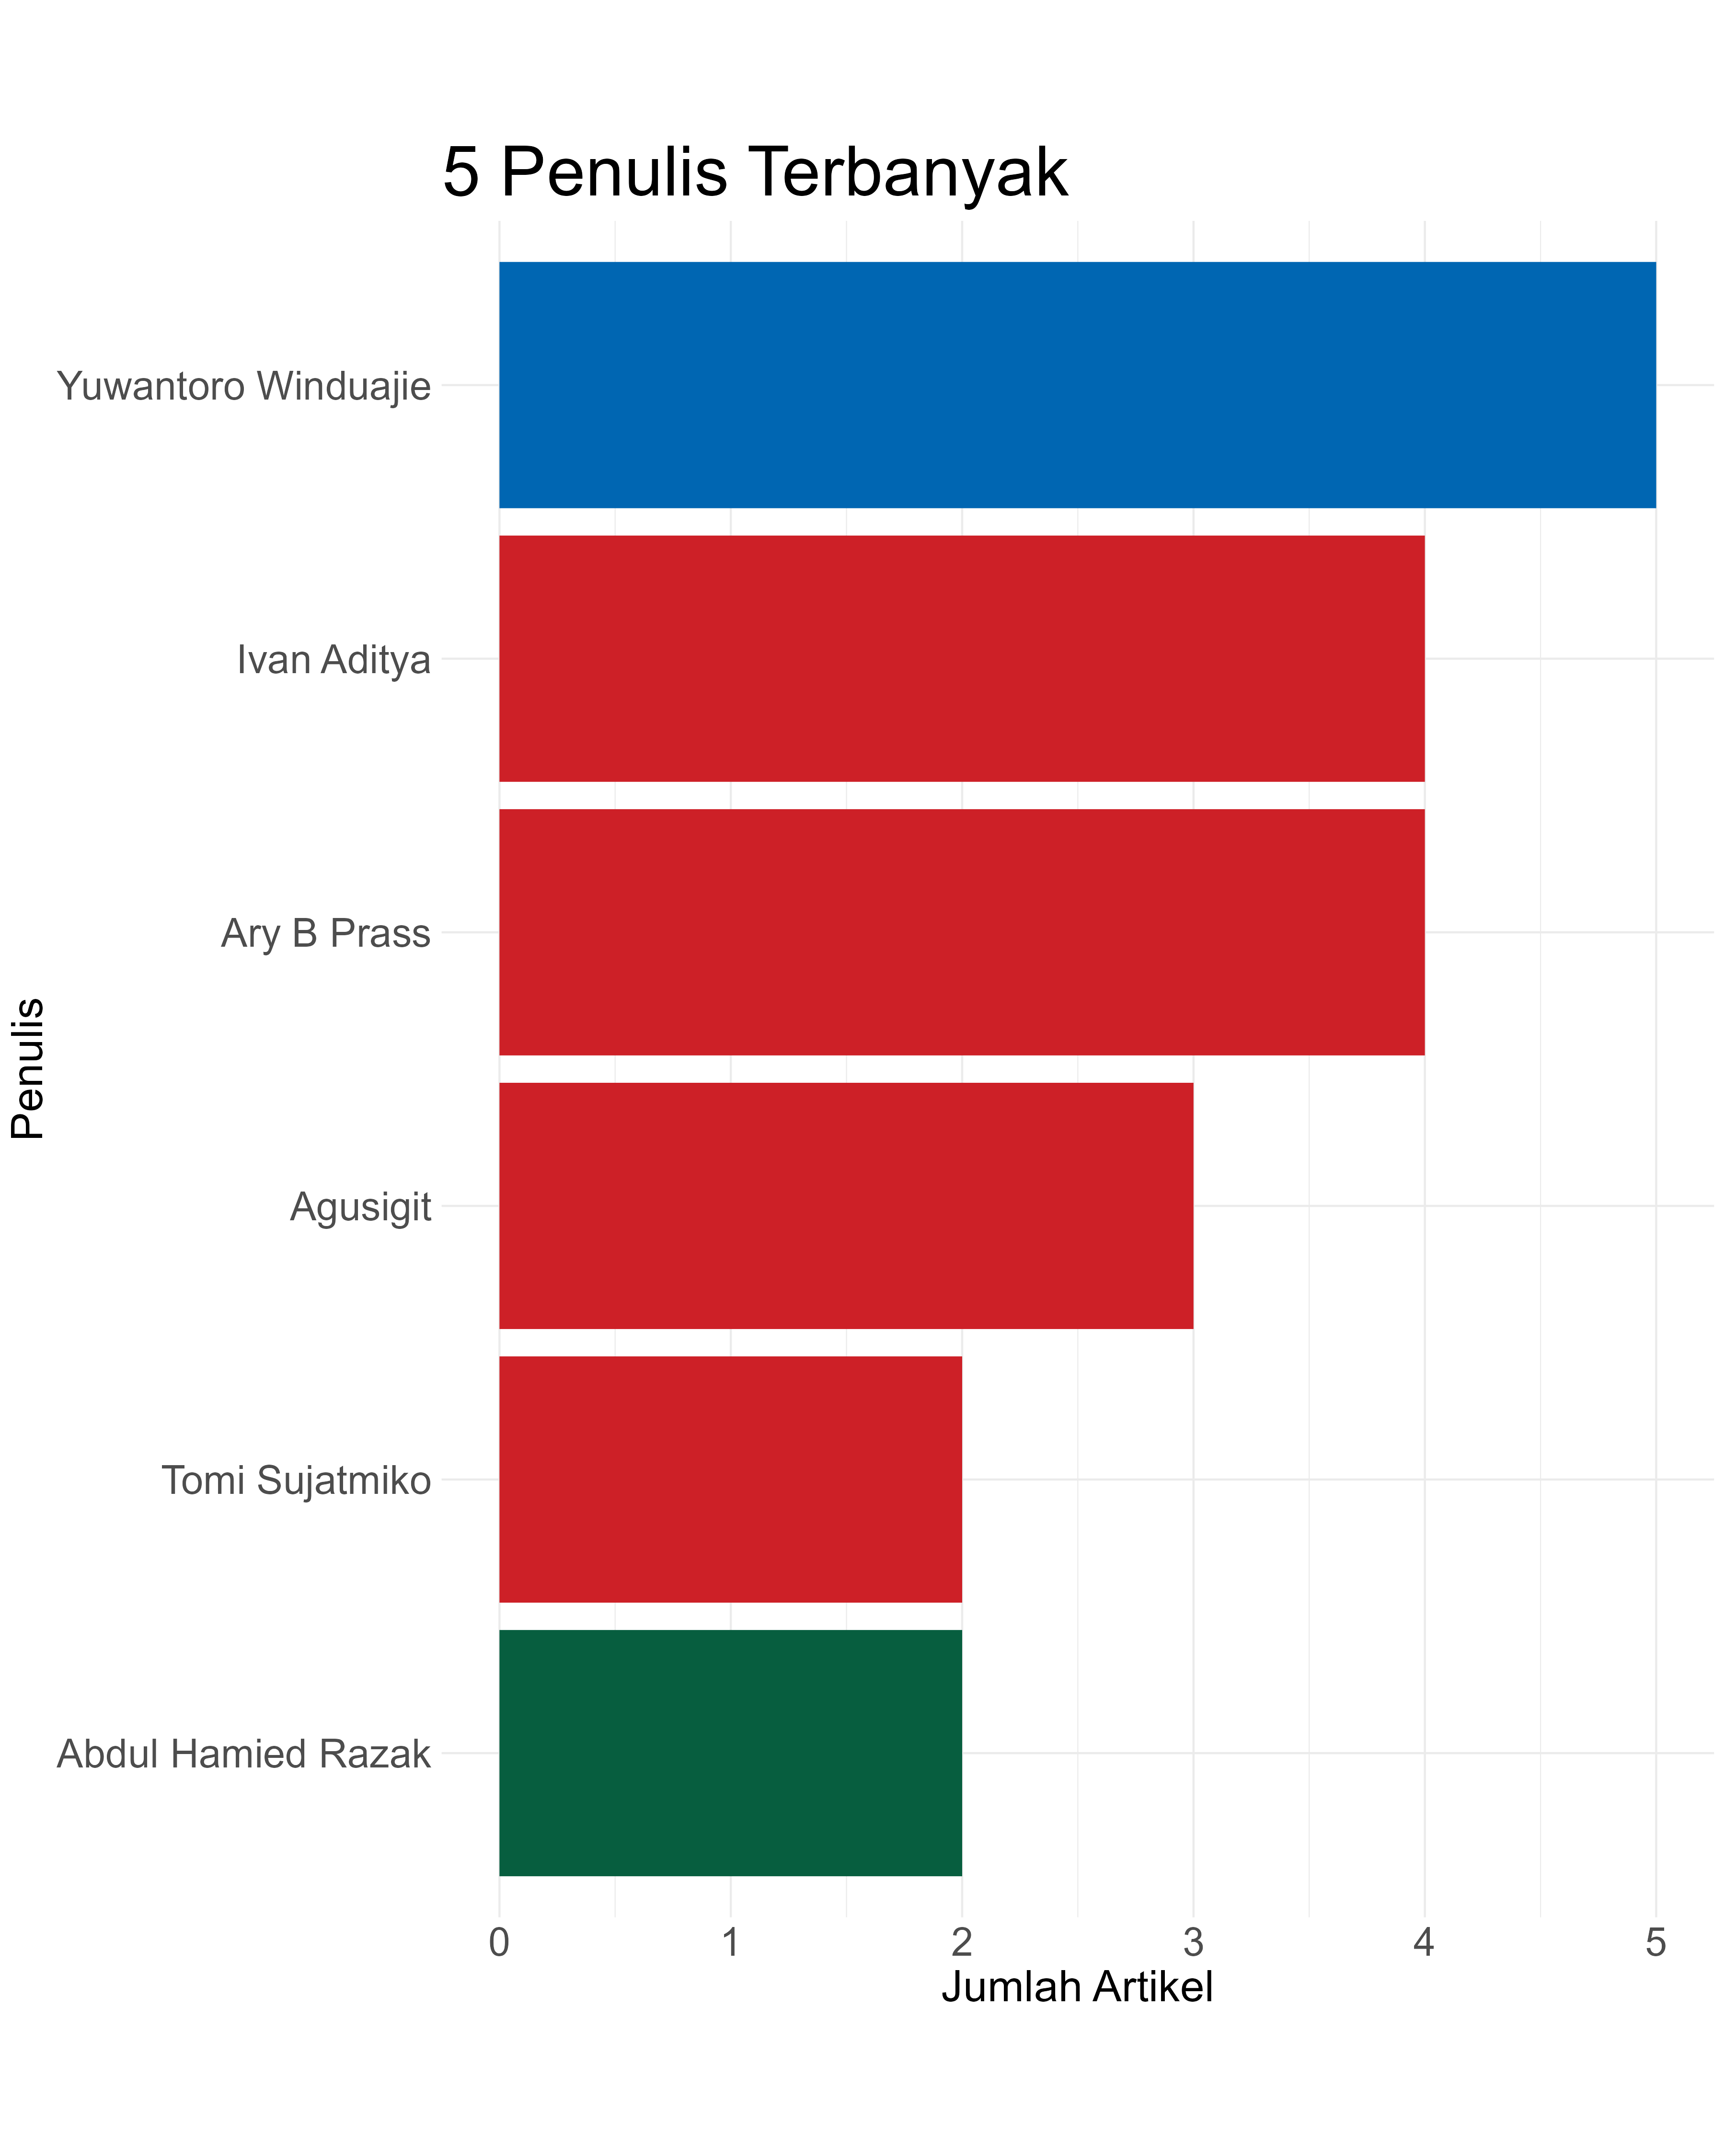 5 Penulis Terbanyak
Yuwantoro Winduajie
Ivan Aditya
Ary B Prass
Agusigit
Tomi Sujatmiko
Abdul Hamied Razak
Penulis
0 1 2 3 4 5
Jumlah Artikel